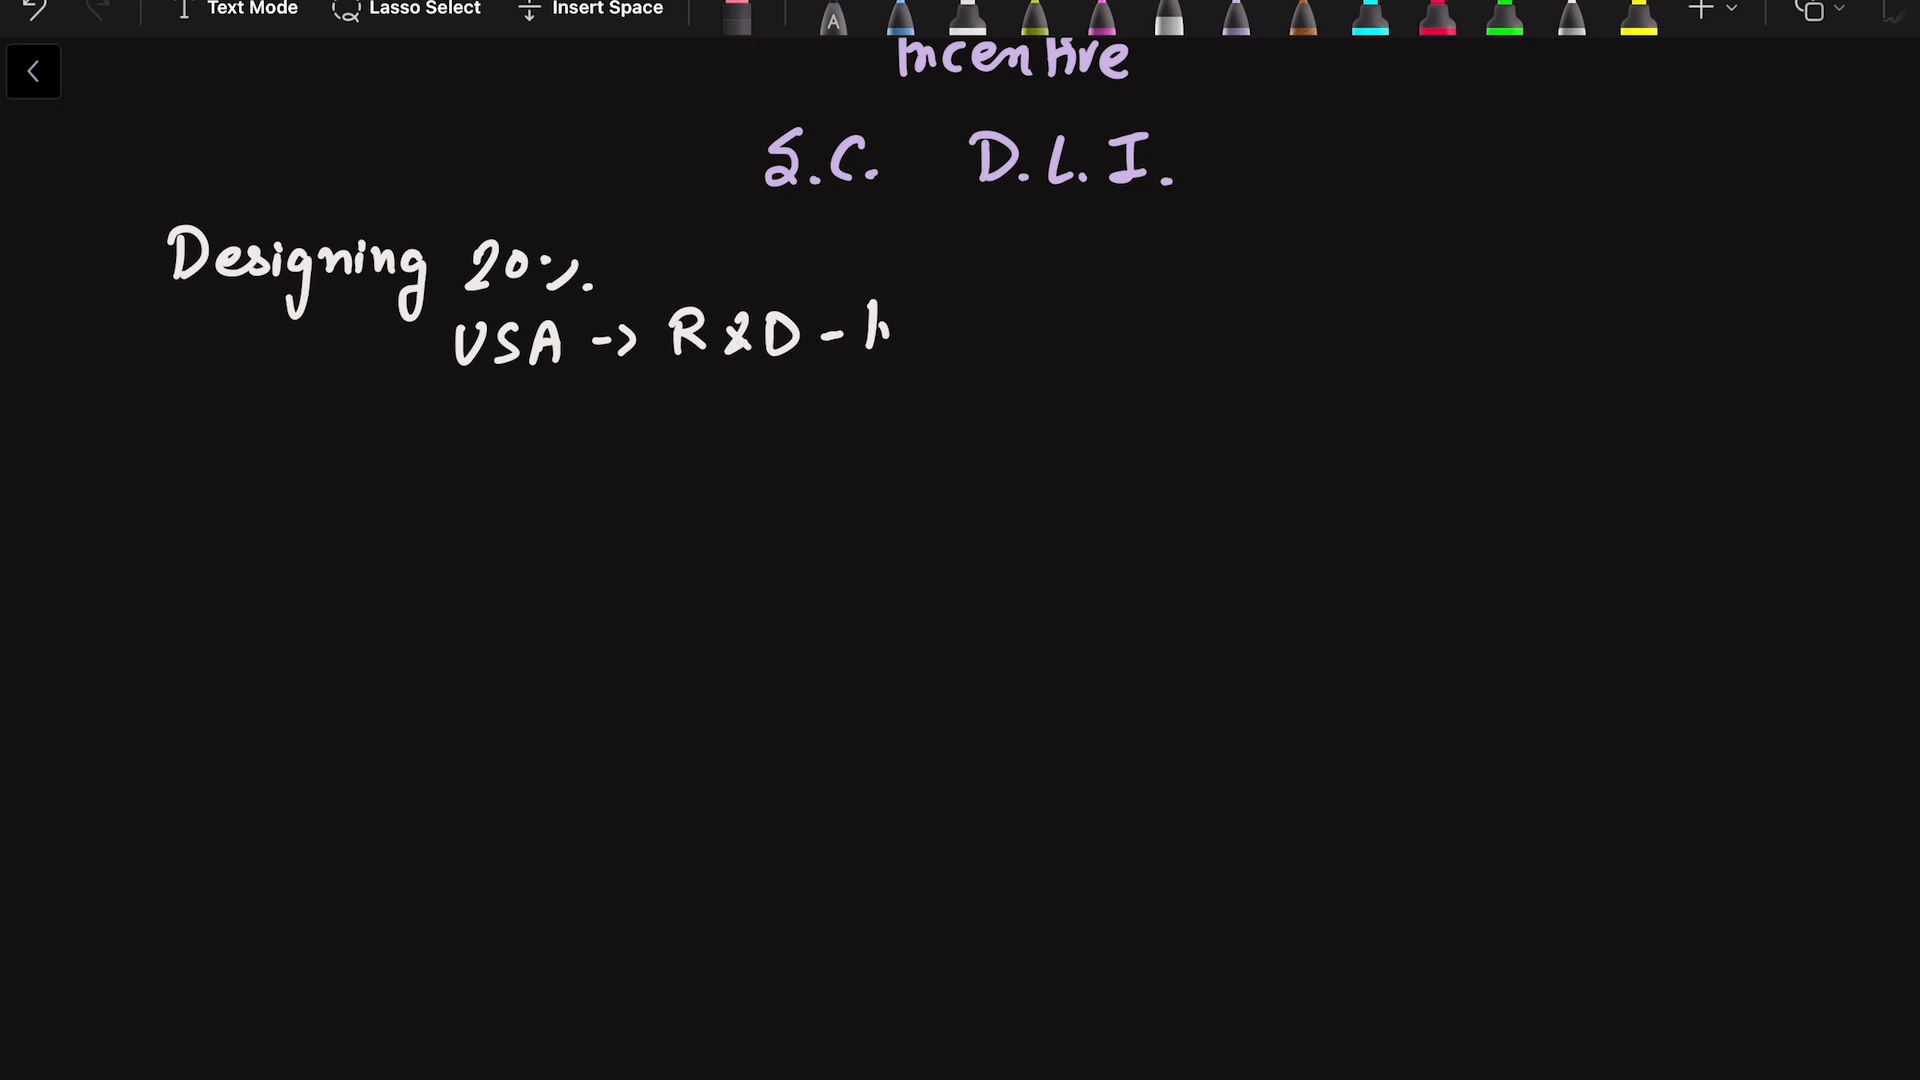 Text Mode Lasso Select Insert Space
A
Incentive
S.C. D.L.I.
Designing 20%.
USA -> R&D - h